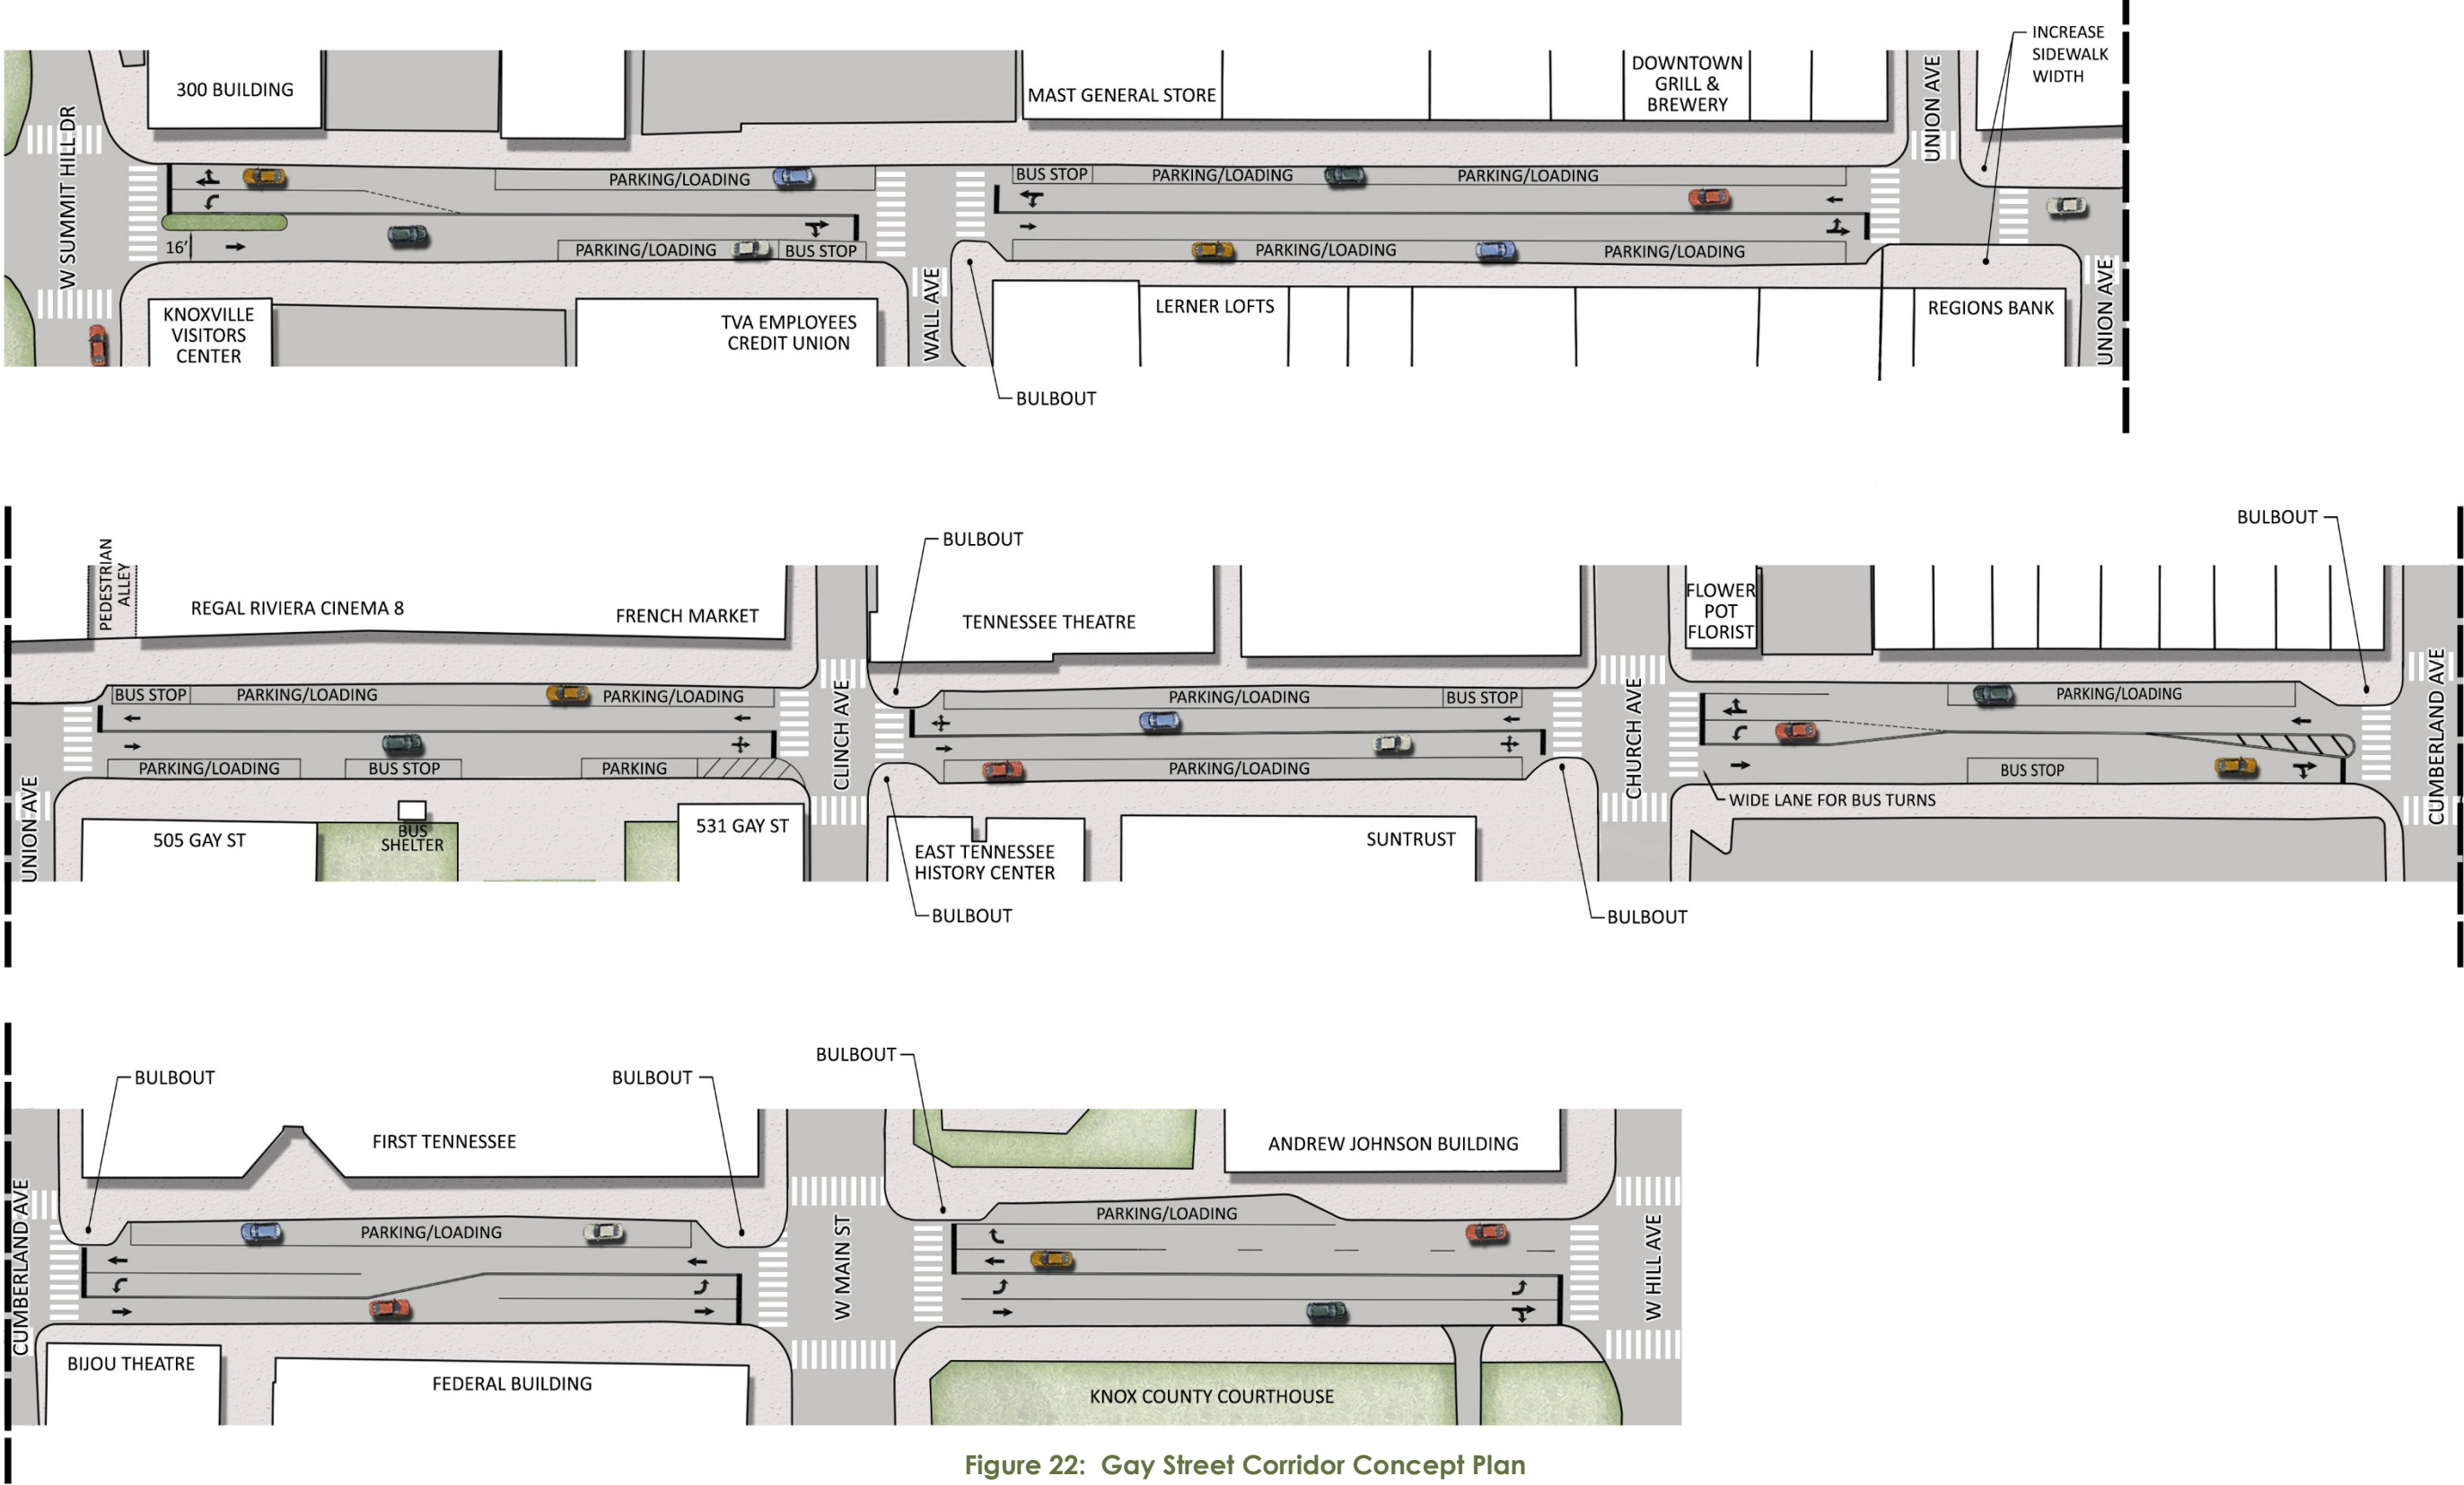 INCREASE
SIDEWALK
WIDTH
300 BUILDING
MAST GENERAL STORE
DOWNTOWN
GRILL &
BREWERY
UNION AVE
W SUMMIT HILL DR
PARKING/LOADING
BUS STOP
PARKING/LOADING
PARKING/LOADING
16'
PARKING/LOADING
BUS STOP
PARKING/LOADING
PARKING/LOADING
KNOXVILLE
VISITORS
CENTER
TVA EMPLOYEES
CREDIT UNION
WALL AVE
LERNER LOFTS
REGIONS BANK
UNION AVE
BULBOUT
BULBOUT
BULBOUT
PEDESTRIAN
ALLEY
REGAL RIVIERA CINEMA 8
FRENCH MARKET
TENNESSEE THEATRE
FLOWER
POT
FLORIST
BUS STOP
PARKING/LOADING
PARKING/LOADING
CLINCH AVE
PARKING/LOADING
BUS STOP
CHURCH AVE
PARKING/LOADING
CUMBERLAND AVE
UNION AVE
PARKING/LOADING
BUS STOP
PARKING
PARKING/LOADING
BUS STOP
WIDE LANE FOR BUS TURNS
505 GAY ST
BUS
SHELTER
531 GAY ST
EAST TENNESSEE
HISTORY CENTER
SUNTRUST
BULBOUT
BULBOUT
BULBOUT
BULBOUT
BULBOUT
FIRST TENNESSEE
ANDREW JOHNSON BUILDING
CUMBERLAND AVE
PARKING/LOADING
W MAIN ST
PARKING/LOADING
W HILL AVE
BIJOU THEATRE
FEDERAL BUILDING
KNOX COUNTY COURTHOUSE
Figure 22: Gay Street Corridor Concept Plan